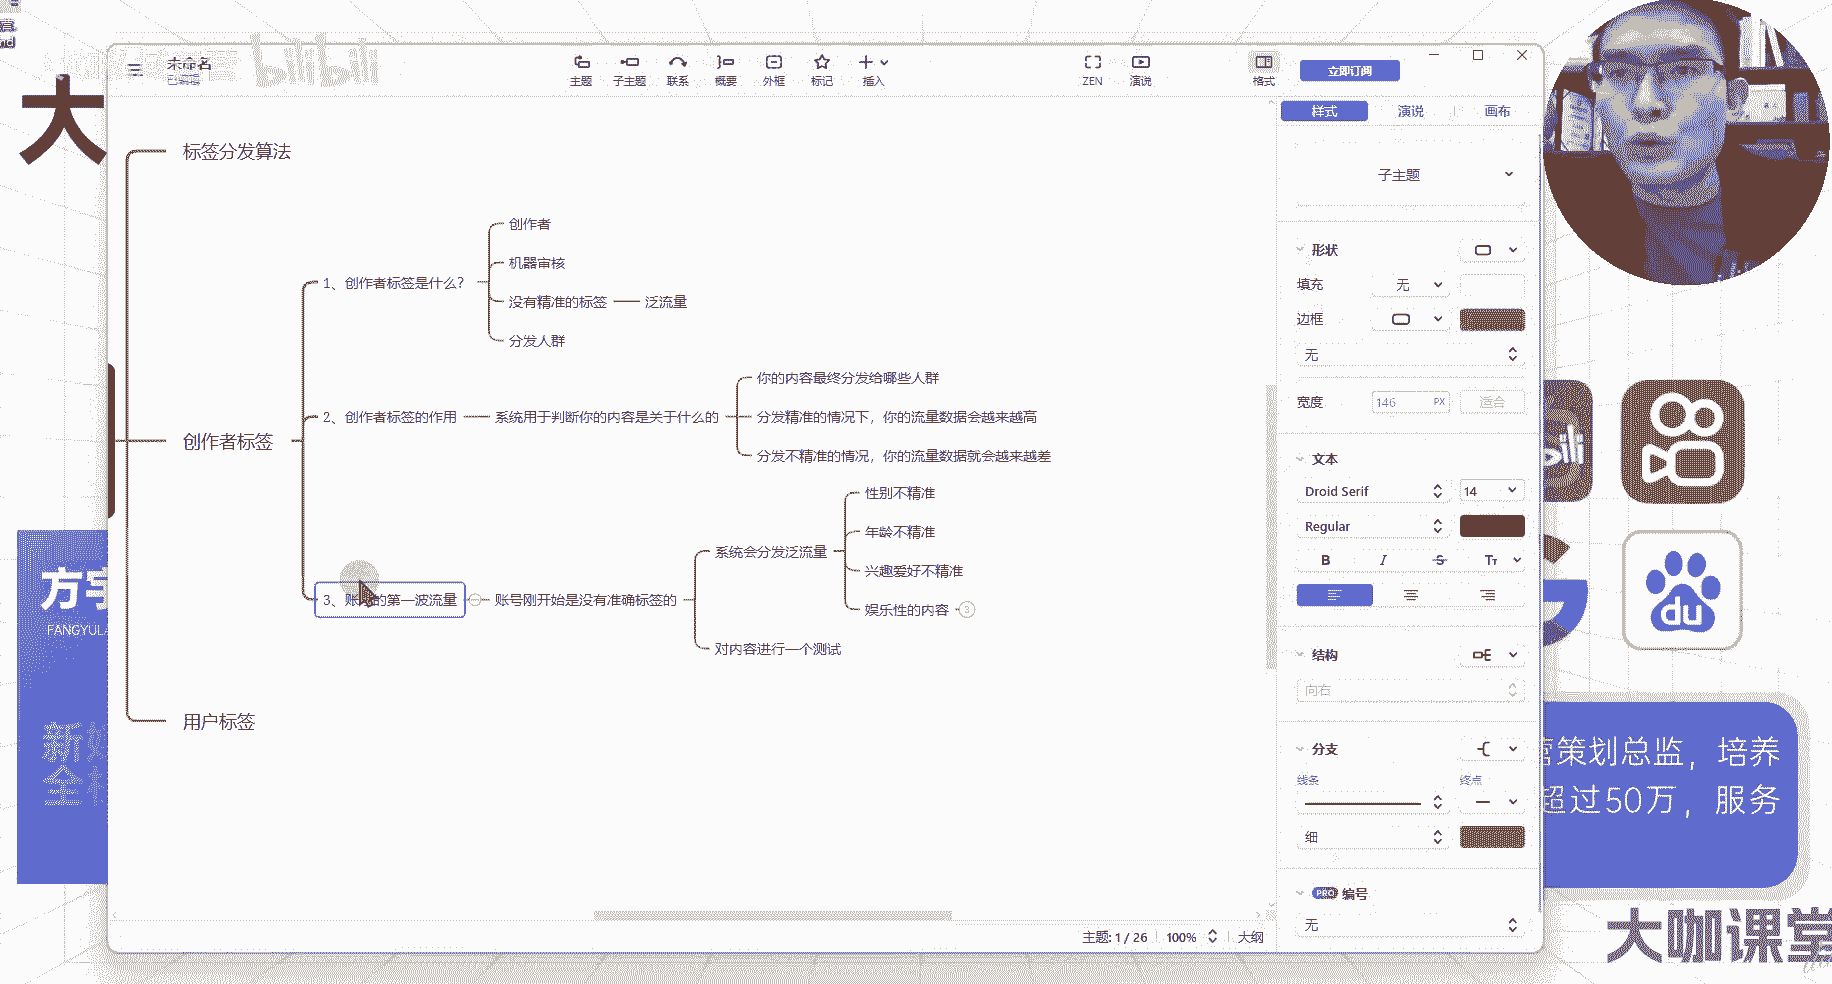 未命名
已编辑
bilibili
主题
子主题
联系
概要
外框
标记
插入
ZEN
演说
格式
立即订阅
样式
演说
画布
大
标签分发算法
创作者
机器审核
1、创作者标签是什么？
没有精准的标签
泛流量
分发人群
你的内容最终分发给哪些人群
2、创作者标签的作用
系统用于判断你的内容是关于什么的
分发精准的情况下，你的流量数据会越来越高
创作者标签
分发不精准的情况，你的流量数据就会越来越差
性别不精准
年龄不精准
系统会分发泛流量
兴趣爱好不精准
3、账
的第一波流量
账号刚开始是没有准确标签的
娱乐性的内容
3
对内容进行一个测试
用户标签
子主题
形状
填充
无
边框
无
宽度
146
PX
适合
文本
Droid Serif
14
Regular
B
I
S
Tт
结构
向右
分支
线条
终点
细
PRO
编号
无
主题: 1 / 26
100%
大纲
方宇
FANGYUL
新
全
du
营策划总监，培养
超过50万，服务
大咖课堂